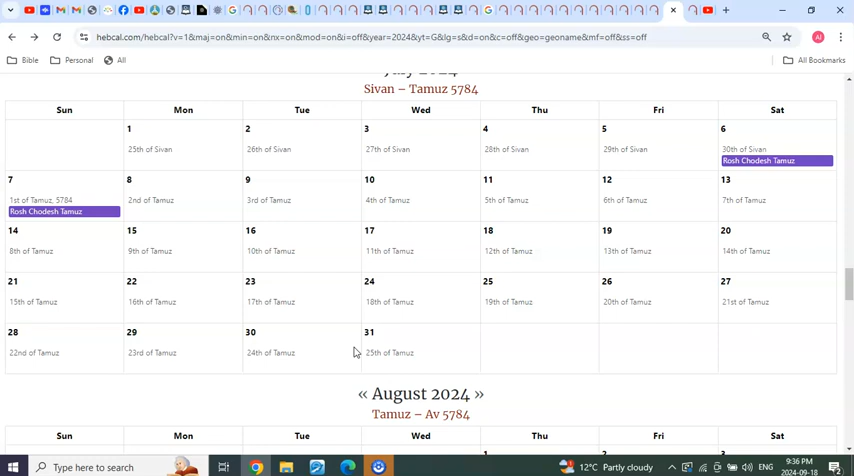 hebcal.com/hebcal?v=1&maj=on&min=on&nx=on&mod=on&i=off&year=2024&yt=G&lg=s&d=on&c=off&geo=geoname&mf=off&ss=off
AI
Bible
Personal
All
All Bookmarks
July 2024
Sivan – Tamuz 5784
Sun Mon Tue Wed Thu Fri Sat
1 2 3 4 5 6
25th of Sivan 26th of Sivan 27th of Sivan 28th of Sivan 29th of Sivan 30th of Sivan
Rosh Chodesh Tamuz
7 8 9 10 11 12 13
1st of Tamuz, 5784 2nd of Tamuz 3rd of Tamuz 4th of Tamuz 5th of Tamuz 6th of Tamuz 7th of Tamuz
Rosh Chodesh Tamuz
14 15 16 17 18 19 20
8th of Tamuz 9th of Tamuz 10th of Tamuz 11th of Tamuz 12th of Tamuz 13th of Tamuz 14th of Tamuz
21 22 23 24 25 26 27
15th of Tamuz 16th of Tamuz 17th of Tamuz 18th of Tamuz 19th of Tamuz 20th of Tamuz 21st of Tamuz
28 29 30 31
22nd of Tamuz 23rd of Tamuz 24th of Tamuz 25th of Tamuz
« August 2024 »
Tamuz – Av 5784
Sun Mon Tue Wed Thu Fri Sat
1 2 3
Type here to search
12°C Partly cloudy
ENG
9:36 PM
2024-09-18
2